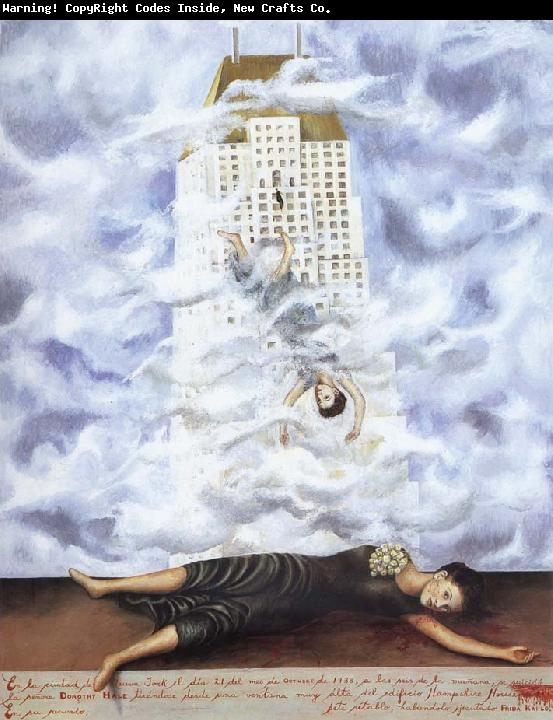 Warning! CopyRight Codes Inside, New Crafts Co.
En la ciudad de Nueva York el día 21 del mes de OCTUBRE de 1938, a las seis de la mañana, se suicidó
la señora DOROTHY HALE tirándose desde una ventana muy alta del edificio Hampshire House
En su recuerdo este retablo, habiéndolo ejecutado FRIDA KAHLO.